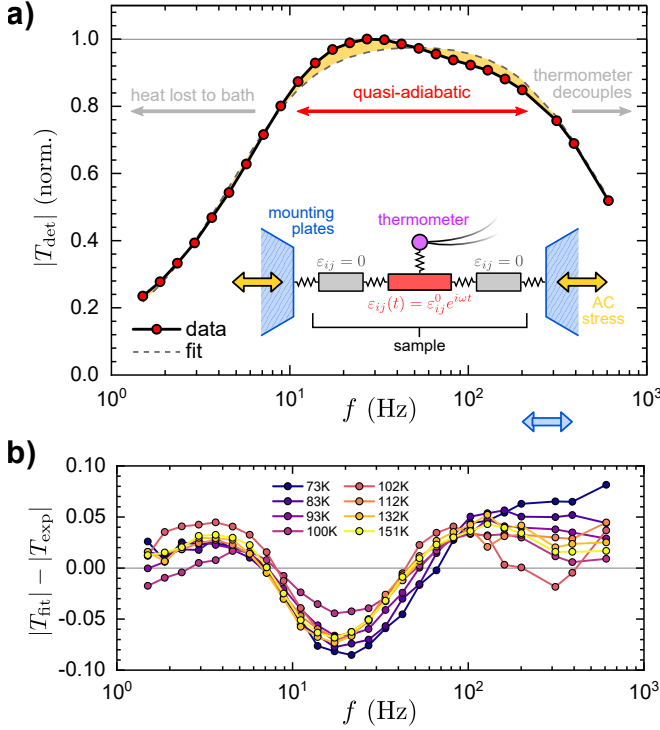 a)
1.0
0.8
0.6
0.4
0.2
0.0
|T_det| (norm.)
heat lost to bath
quasi-adiabatic
thermometer
decouples
mounting
plates
thermometer
ε_ij = 0
ε_ij = 0
ε_ij(t) = ε_ij^0 e^{iωt}
AC
stress
sample
data
fit
10^0
10^1
10^2
10^3
f (Hz)
b)
0.10
0.05
0.00
-0.05
-0.10
|T_fit| − |T_exp|
73K
83K
93K
100K
102K
112K
132K
151K
10^0
10^1
10^2
10^3
f (Hz)